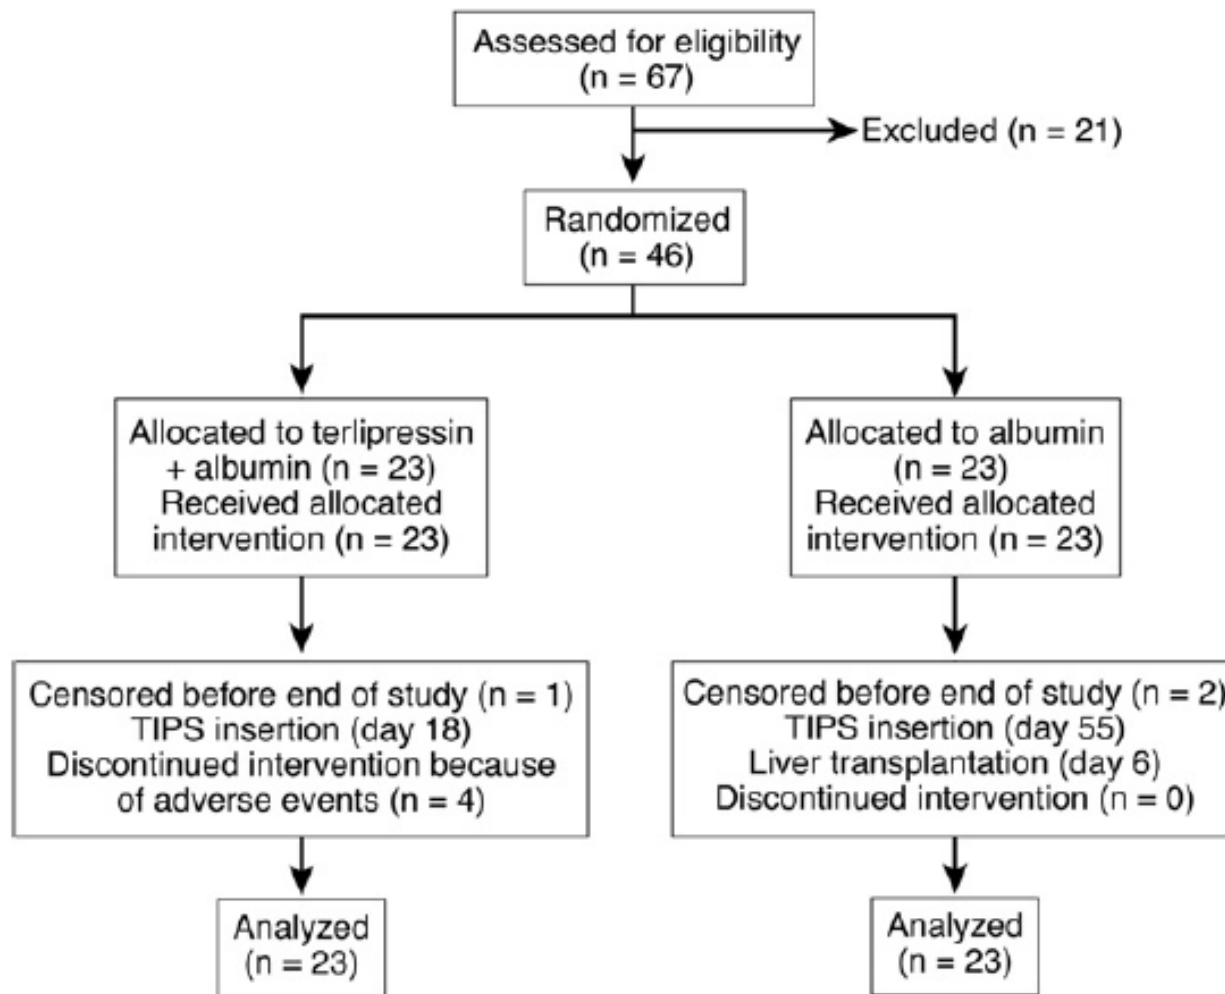 Assessed for eligibility
(n = 67)
Excluded (n = 21)
Randomized
(n = 46)
Allocated to terlipressin
+ albumin (n = 23)
Received allocated
intervention (n = 23)
Allocated to albumin
(n = 23)
Received allocated
intervention (n = 23)
Censored before end of study (n = 1)
TIPS insertion (day 18)
Discontinued intervention because
of adverse events (n = 4)
Censored before end of study (n = 2)
TIPS insertion (day 55)
Liver transplantation (day 6)
Discontinued intervention (n = 0)
Analyzed
(n = 23)
Analyzed
(n = 23)